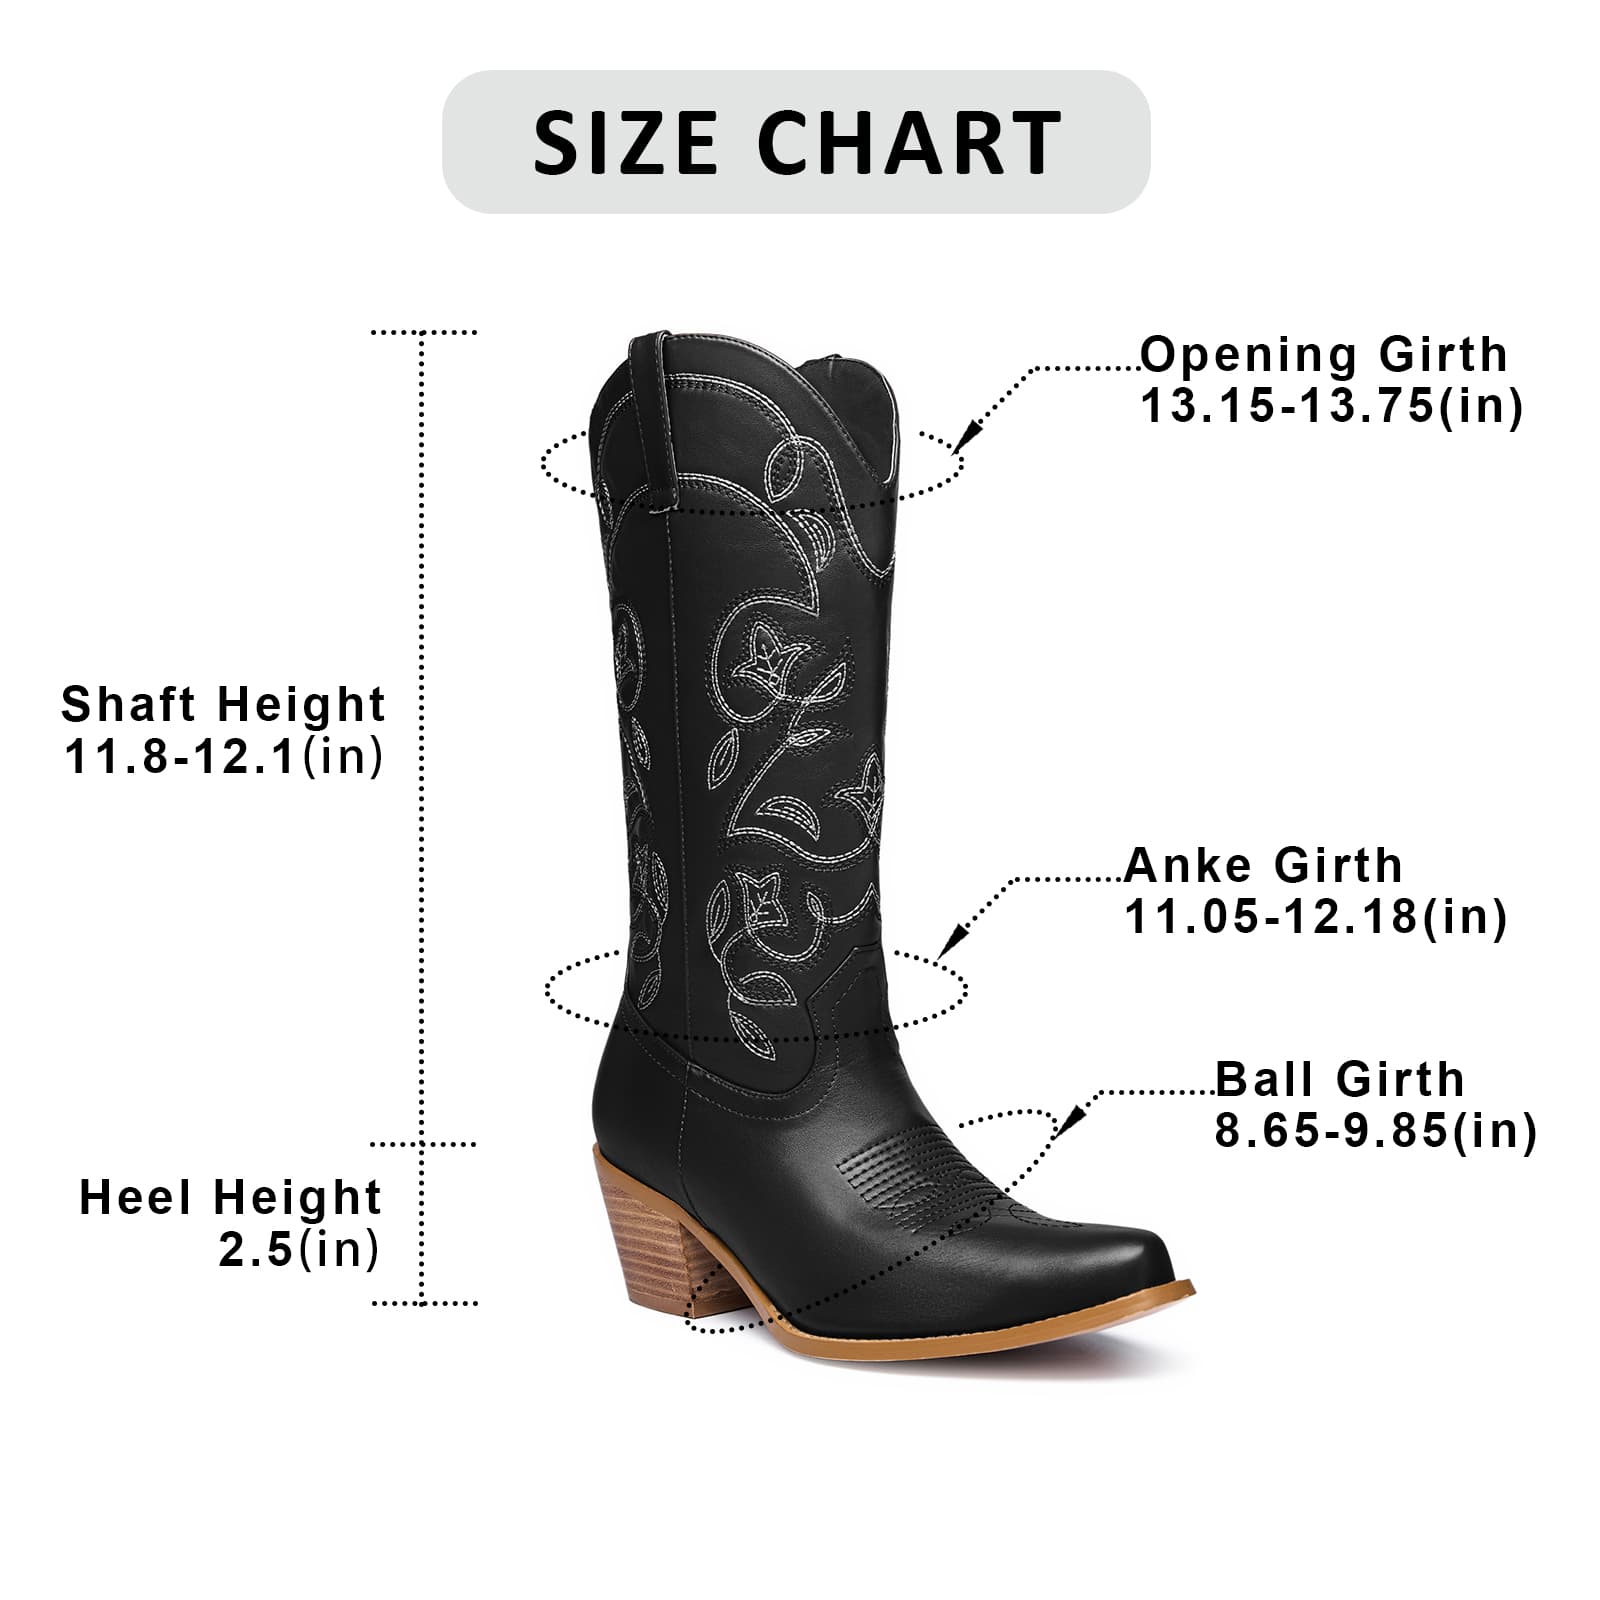 SIZE CHART
Opening Girth
13.15-13.75(in)
Shaft Height
11.8-12.1(in)
Anke Girth
11.05-12.18(in)
Ball Girth
8.65-9.85(in)
Heel Height
2.5(in)